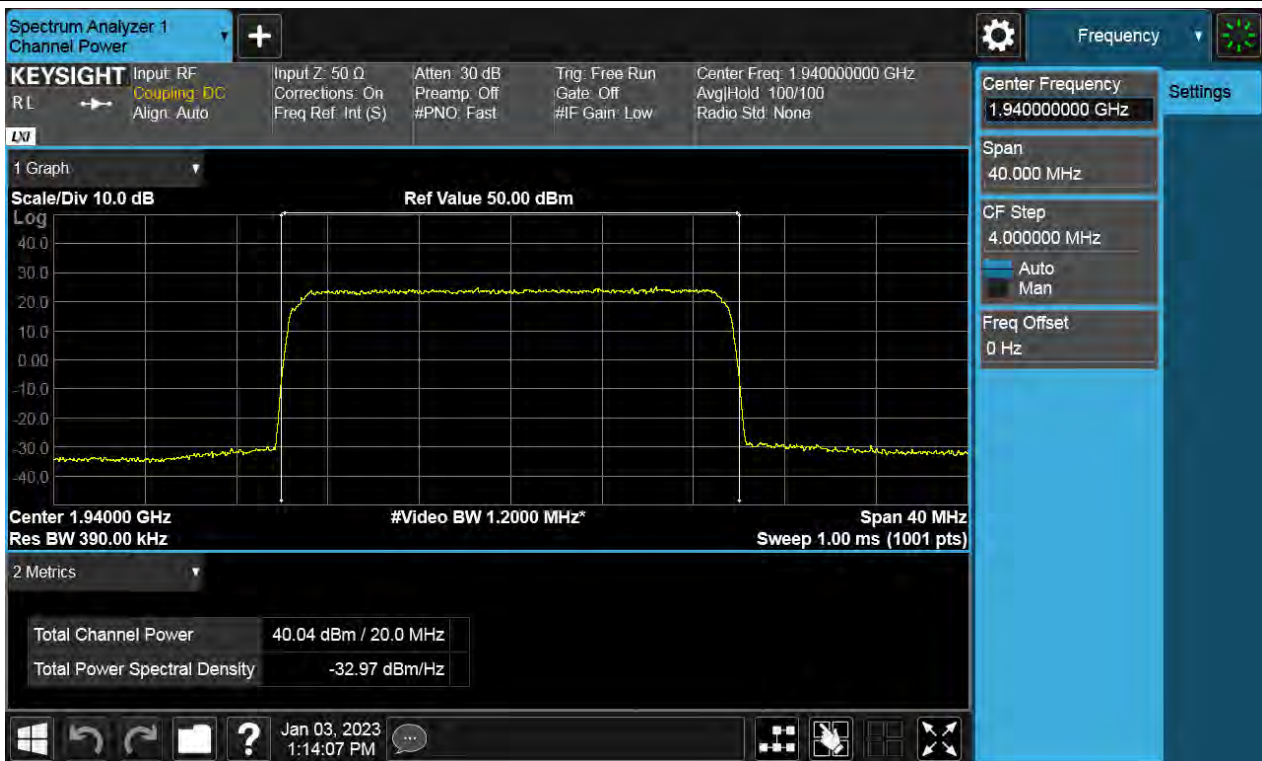 Spectrum Analyzer 1
Channel Power
Frequency
KEYSIGHT
RL
LXI
Input: RF
Coupling: DC
Align: Auto
Input Z: 50 Ω
Corrections: On
Freq Ref: Int (S)
Atten: 30 dB
Preamp: Off
#PNO: Fast
Trig: Free Run
Gate: Off
#IF Gain: Low
Center Freq: 1.940000000 GHz
Avg|Hold: 100/100
Radio Std: None
Center Frequency
1.940000000 GHz
Settings
Span
40.000 MHz
CF Step
4.000000 MHz
Auto
Man
Freq Offset
0 Hz
1 Graph
Scale/Div 10.0 dB
Ref Value 50.00 dBm
Log
40.0
30.0
20.0
10.0
0.00
-10.0
-20.0
-30.0
-40.0
Center 1.94000 GHz
#Video BW 1.2000 MHz*
Span 40 MHz
Res BW 390.00 kHz
Sweep 1.00 ms (1001 pts)
2 Metrics
Total Channel Power 40.04 dBm / 20.0 MHz
Total Power Spectral Density -32.97 dBm/Hz
Jan 03, 2023
1:14:07 PM